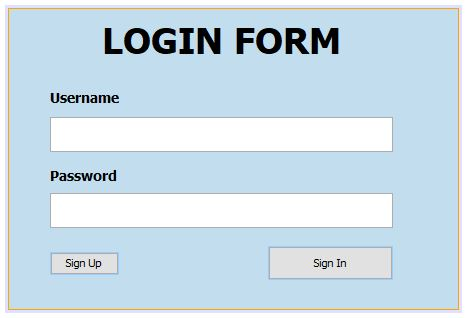 LOGIN FORM
Username
Password
Sign Up
Sign In